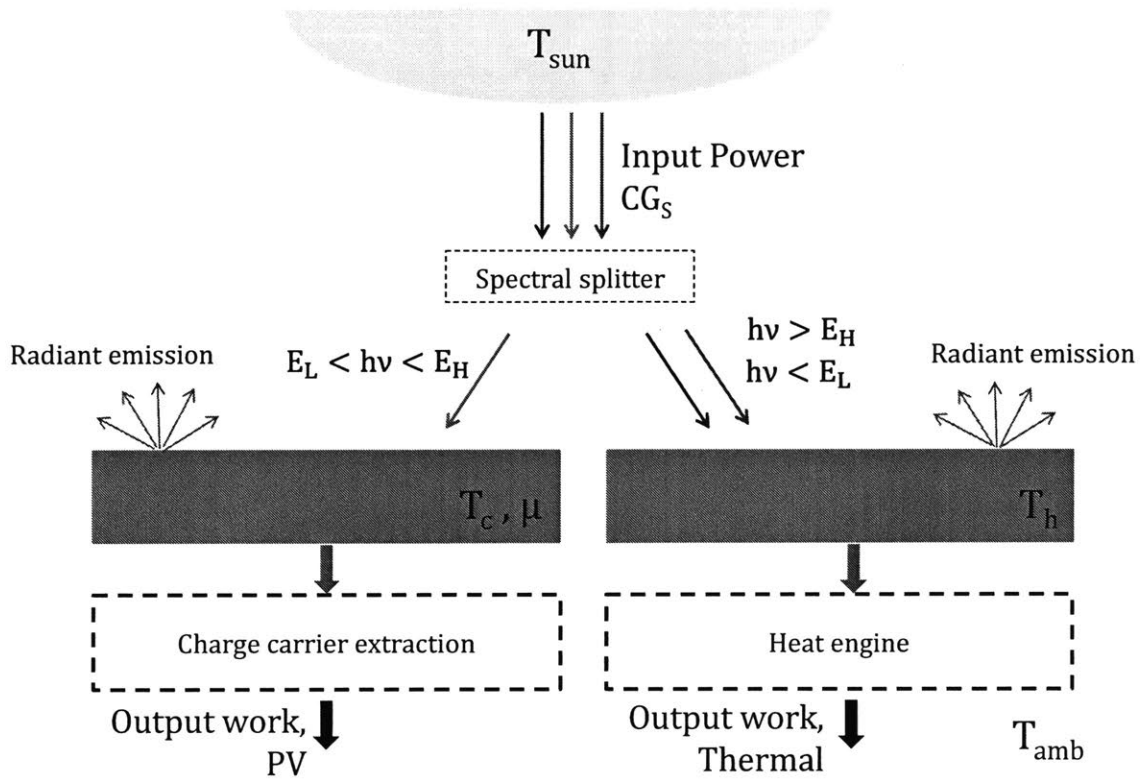 T_sun
Input Power
CG_S
Spectral splitter
Radiant emission
E_L < hν < E_H
hν > E_H
hν < E_L
Radiant emission
T_c , μ
T_h
Charge carrier extraction
Heat engine
Output work,
PV
Output work,
Thermal
T_amb